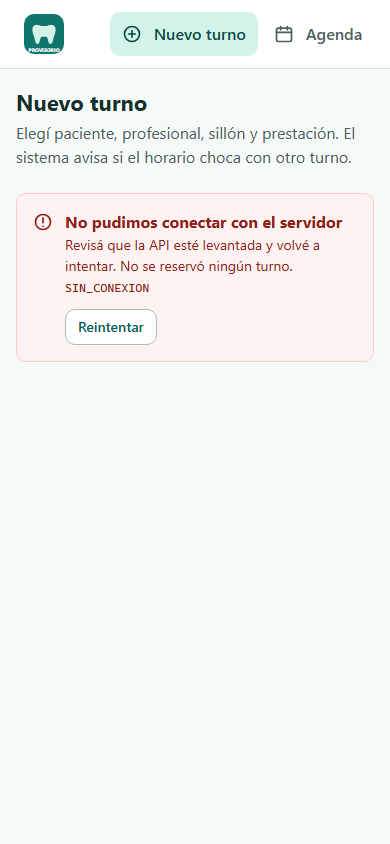 PROVISORIO
Nuevo turno
Agenda
Nuevo turno
Elegí paciente, profesional, sillón y prestación. El
sistema avisa si el horario choca con otro turno.
No pudimos conectar con el servidor
Revisá que la API esté levantada y volvé a
intentar. No se reservó ningún turno.
SIN_CONEXION
Reintentar